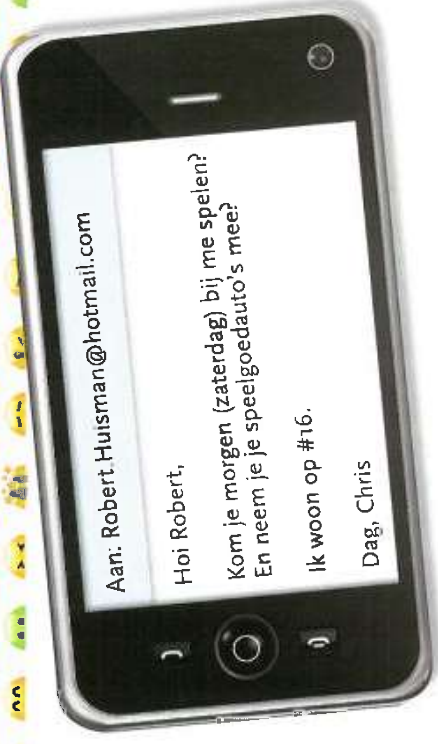 Aan: Robert.Huisman@hotmail.com
Hoi Robert,
Kom je morgen (zaterdag) bij me spelen?
En neem je je speelgoedauto's mee?
Ik woon op #16.
Dag, Chris